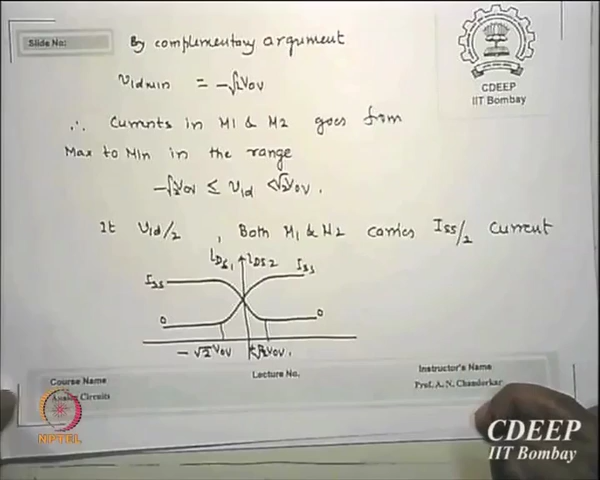 Slide No:
By complementary argument
CDEEP
IIT Bombay
VIDmin = -√2VOV
∴ Currents in M1 & M2 goes from
Max to Min in the range
-√2VOV ≤ VId <√2VOV.
It VId/2 , Both M1 & M2 carries ISS/2 Current
IDS1 IDS2
ISS ISS
0 0
-√2VOV √2VOV.
Course Name
Lecture No.
Instructor's Name
Analog Circuits
Prof. A. N. Chandorkar
NPTEL
CDEEP
IIT Bombay